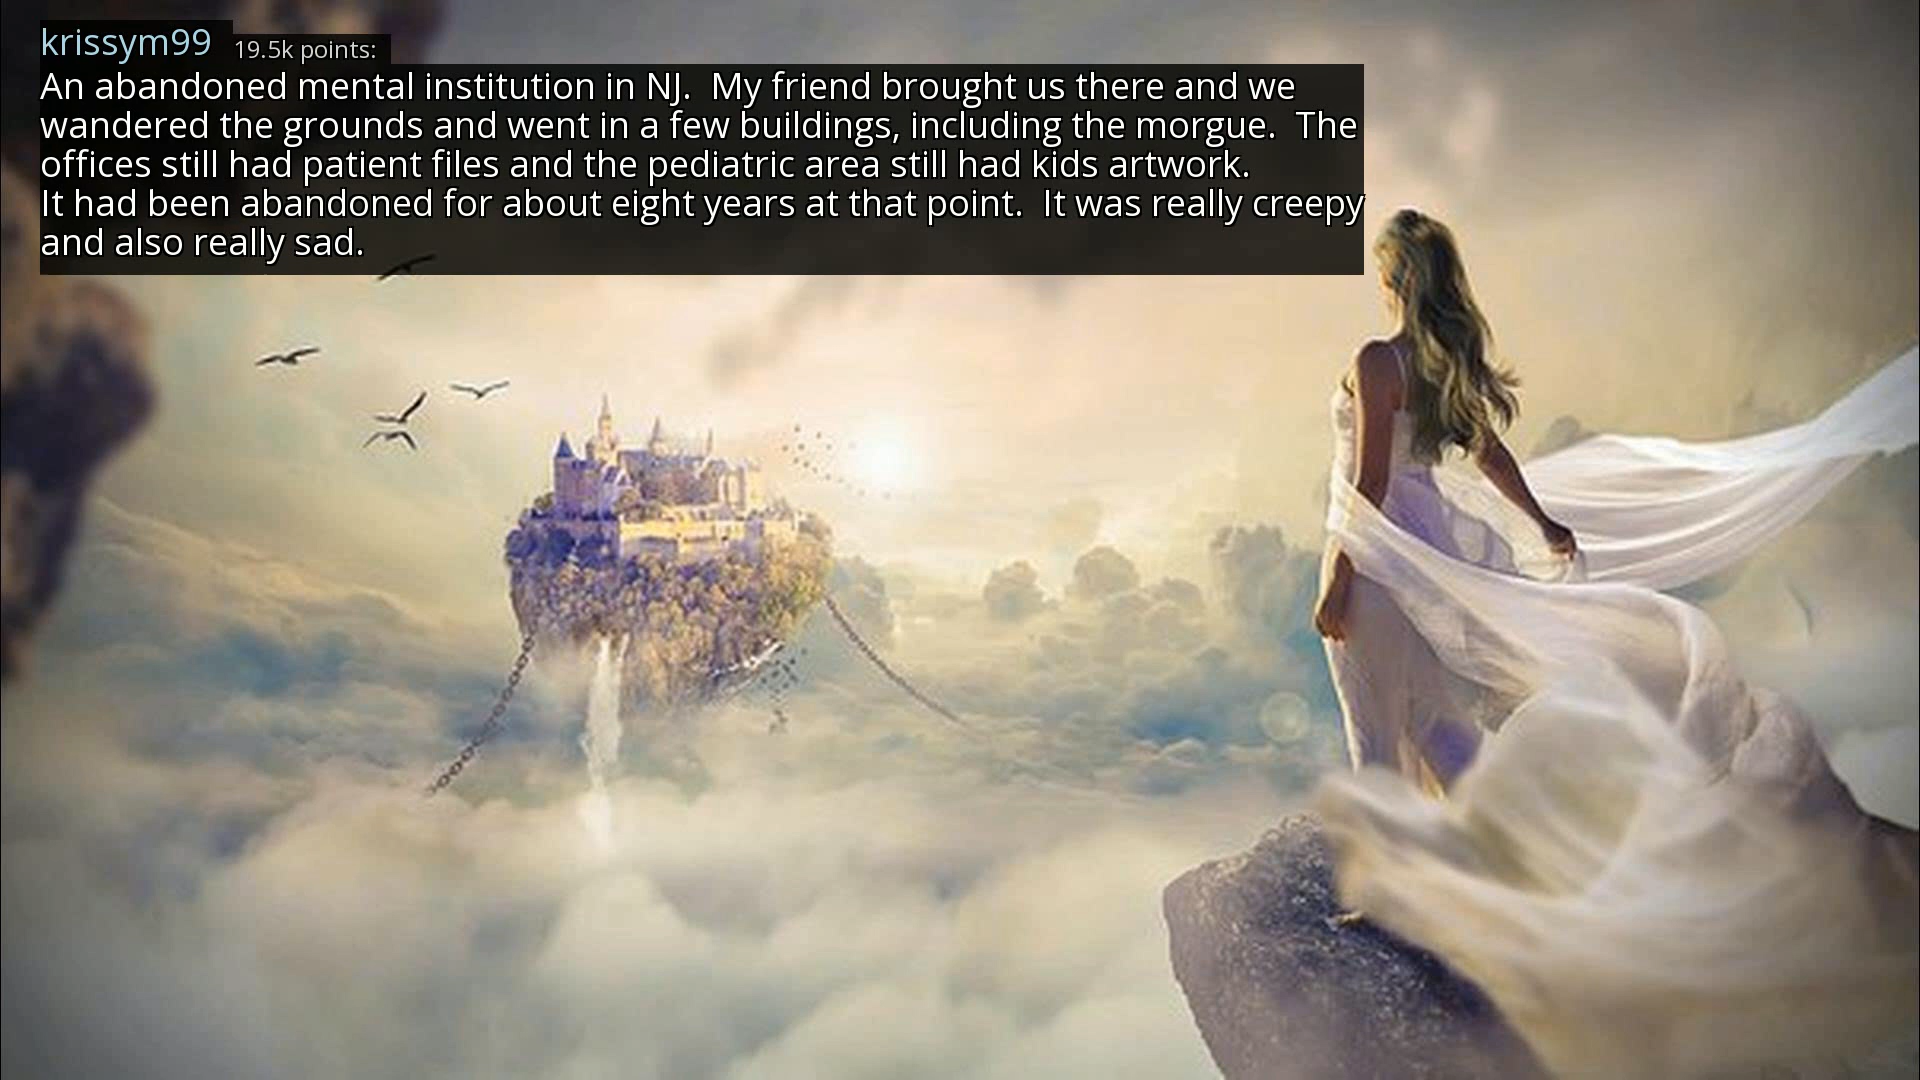 krissym99 19.5k points:
An abandoned mental institution in NJ.  My friend brought us there and we
wandered the grounds and went in a few buildings, including the morgue.  The
offices still had patient files and the pediatric area still had kids artwork.
It had been abandoned for about eight years at that point.  It was really creepy
and also really sad.